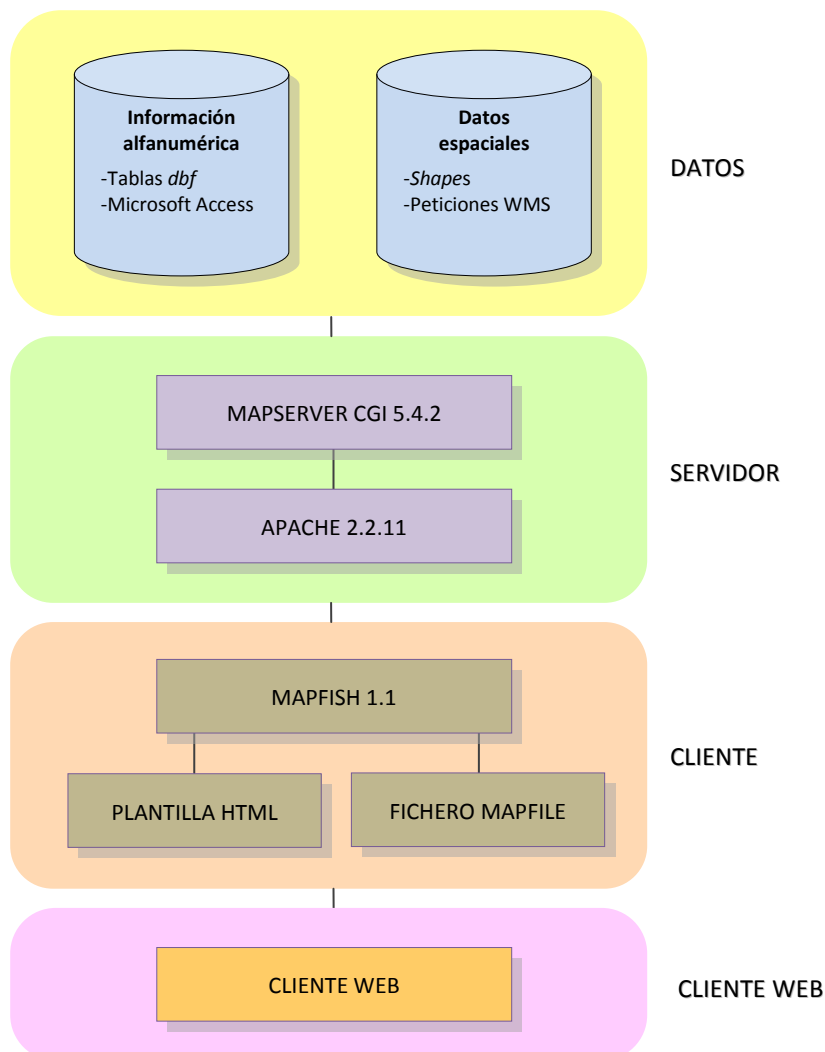 Información
alfanumérica
-Tablas dbf
-Microsoft Access
Datos
espaciales
-Shapes
-Peticiones WMS
DATOS
MAPSERVER CGI 5.4.2
APACHE 2.2.11
SERVIDOR
MAPFISH 1.1
PLANTILLA HTML
FICHERO MAPFILE
CLIENTE
CLIENTE WEB
CLIENTE WEB